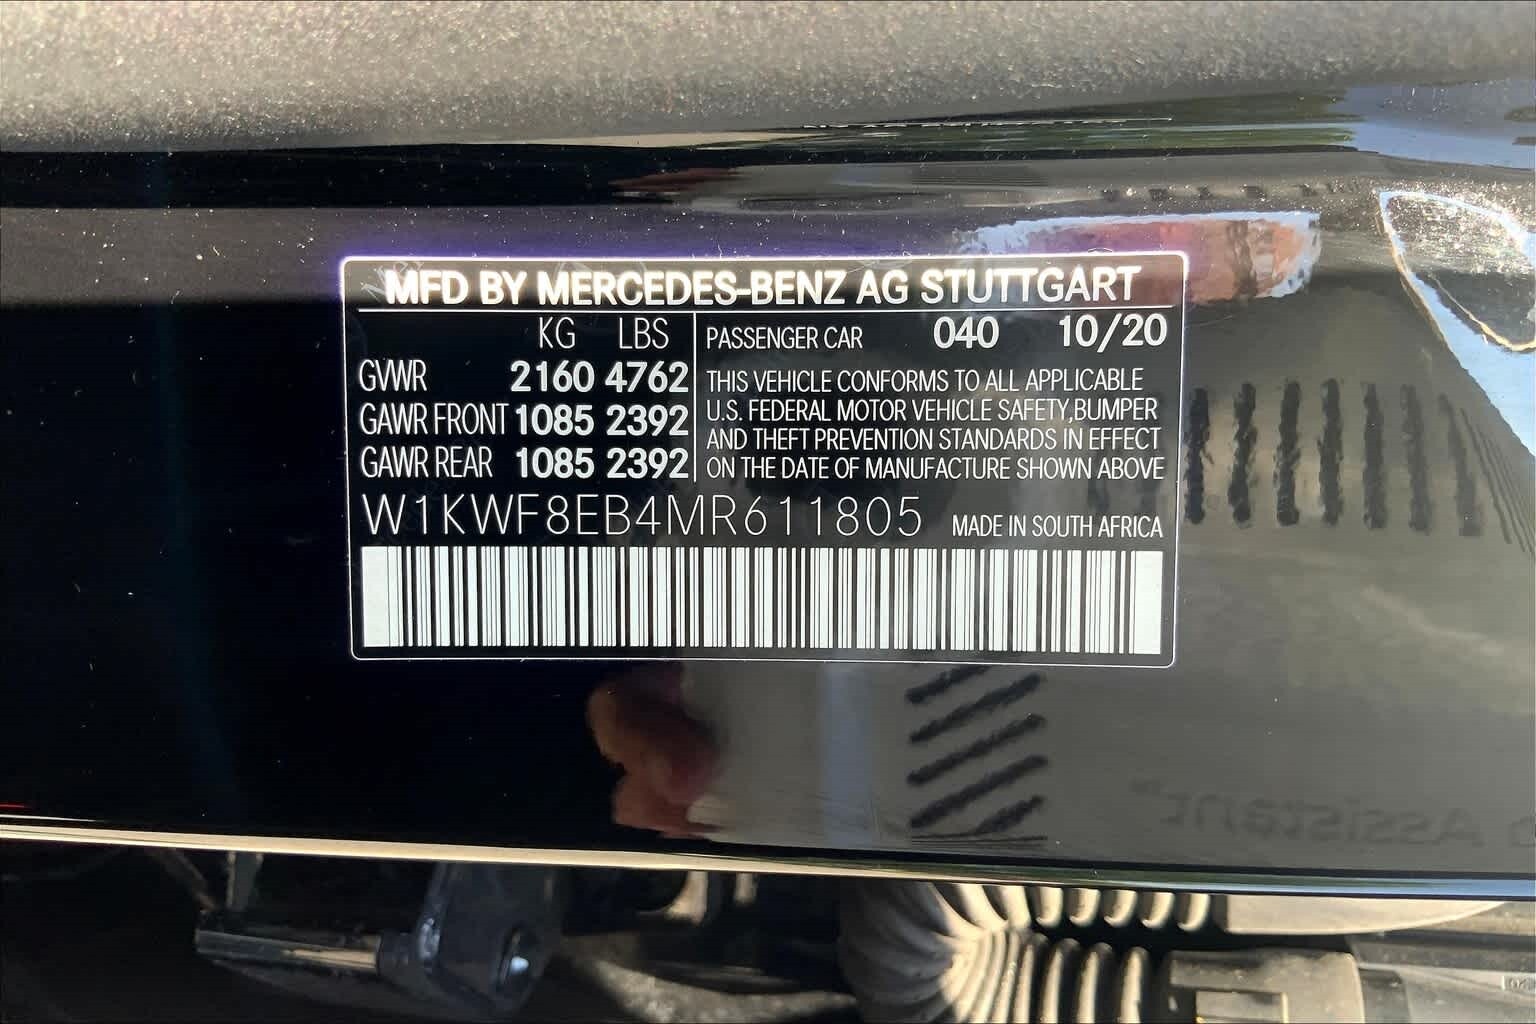 MFD BY MERCEDES-BENZ AG STUTTGART
KG LBS
GVWR 2160 4762
GAWR FRONT 1085 2392
GAWR REAR 1085 2392
PASSENGER CAR 040 10/20
THIS VEHICLE CONFORMS TO ALL APPLICABLE
U.S. FEDERAL MOTOR VEHICLE SAFETY,BUMPER
AND THEFT PREVENTION STANDARDS IN EFFECT
ON THE DATE OF MANUFACTURE SHOWN ABOVE
W1KWF8EB4MR611805 MADE IN SOUTH AFRICA
Assistant™